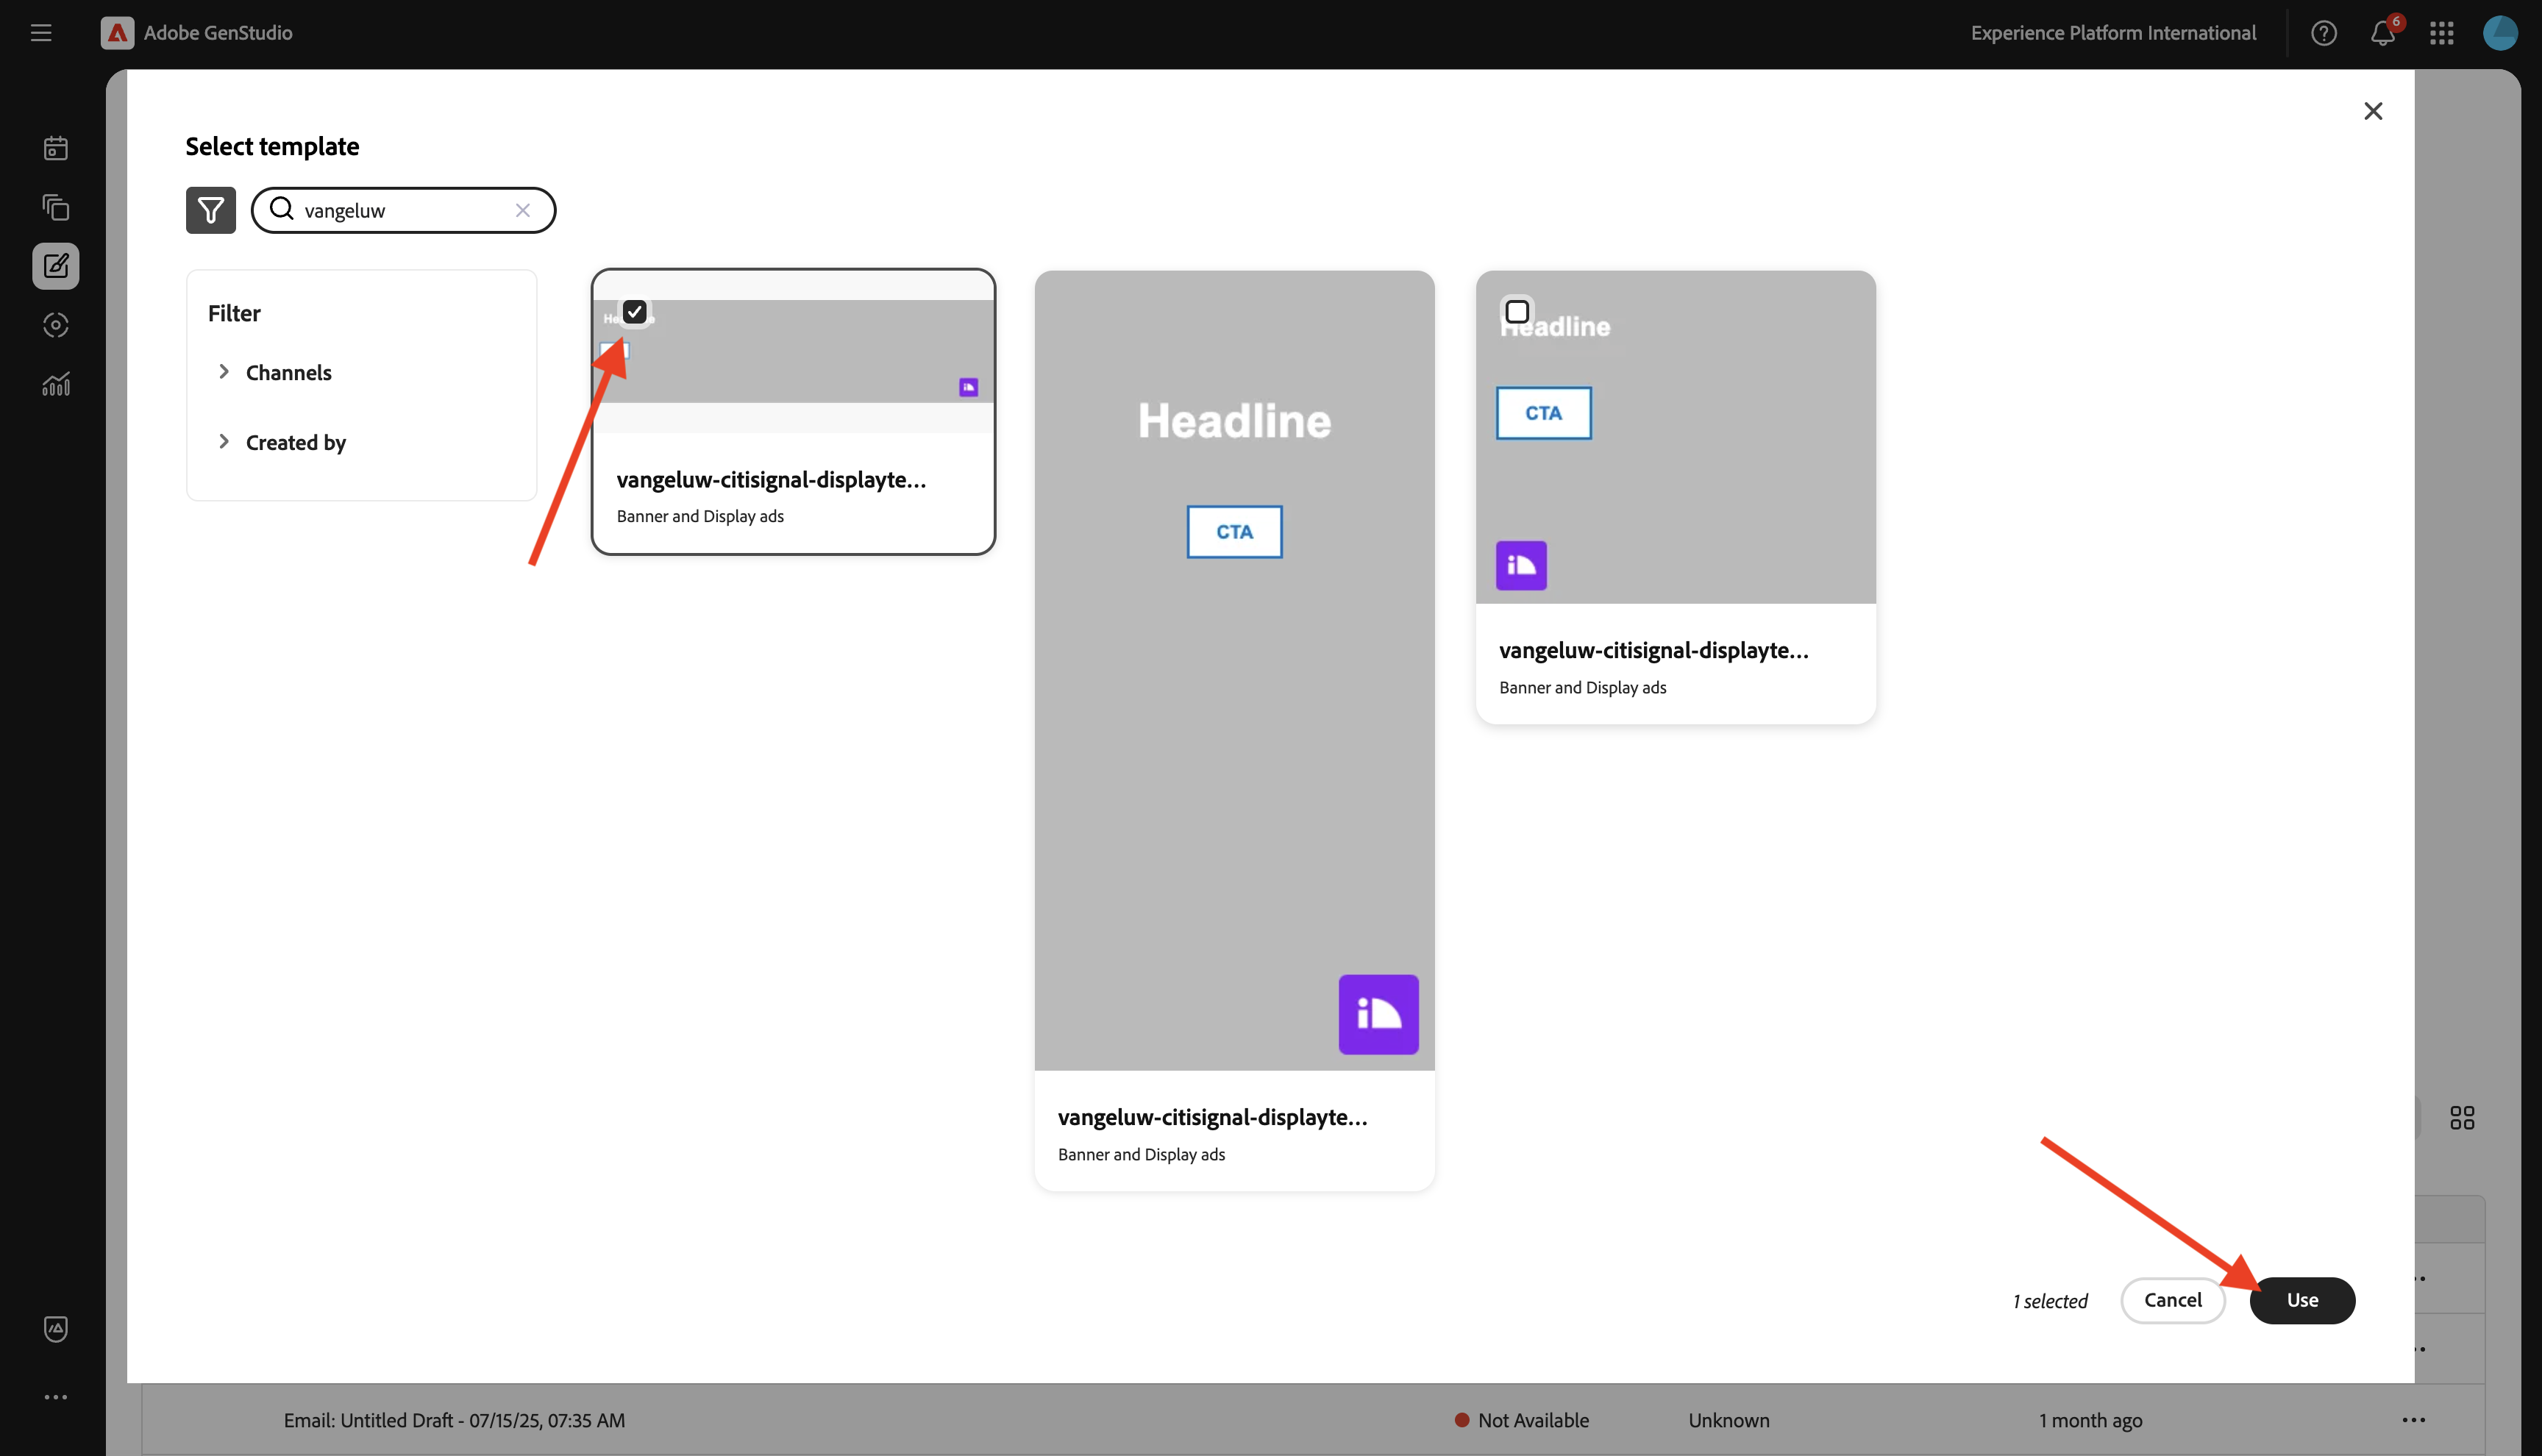 Adobe GenStudio
Experience Platform International
6
Select template
vangeluw
Filter
Channels
Created by
vangeluw-citisignal-displayte...
Banner and Display ads
Headline
CTA
vangeluw-citisignal-displayte...
Banner and Display ads
Headline
CTA
vangeluw-citisignal-displayte...
Banner and Display ads
1 selected
Cancel
Use
Email: Untitled Draft - 07/15/25, 07:35 AM
Not Available
Unknown
1 month ago